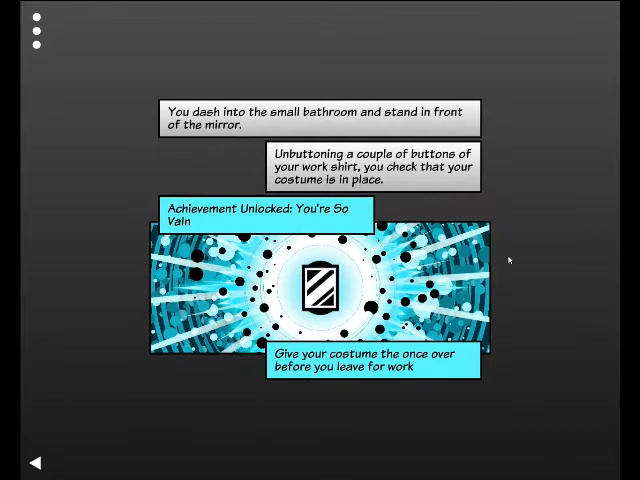 You dash into the small bathroom and stand in front
of the mirror.
Unbuttoning a couple of buttons of
your work shirt, you check that your
costume is in place.
Achievement Unlocked: You're So
Vain
Give your costume the once over
before you leave for work